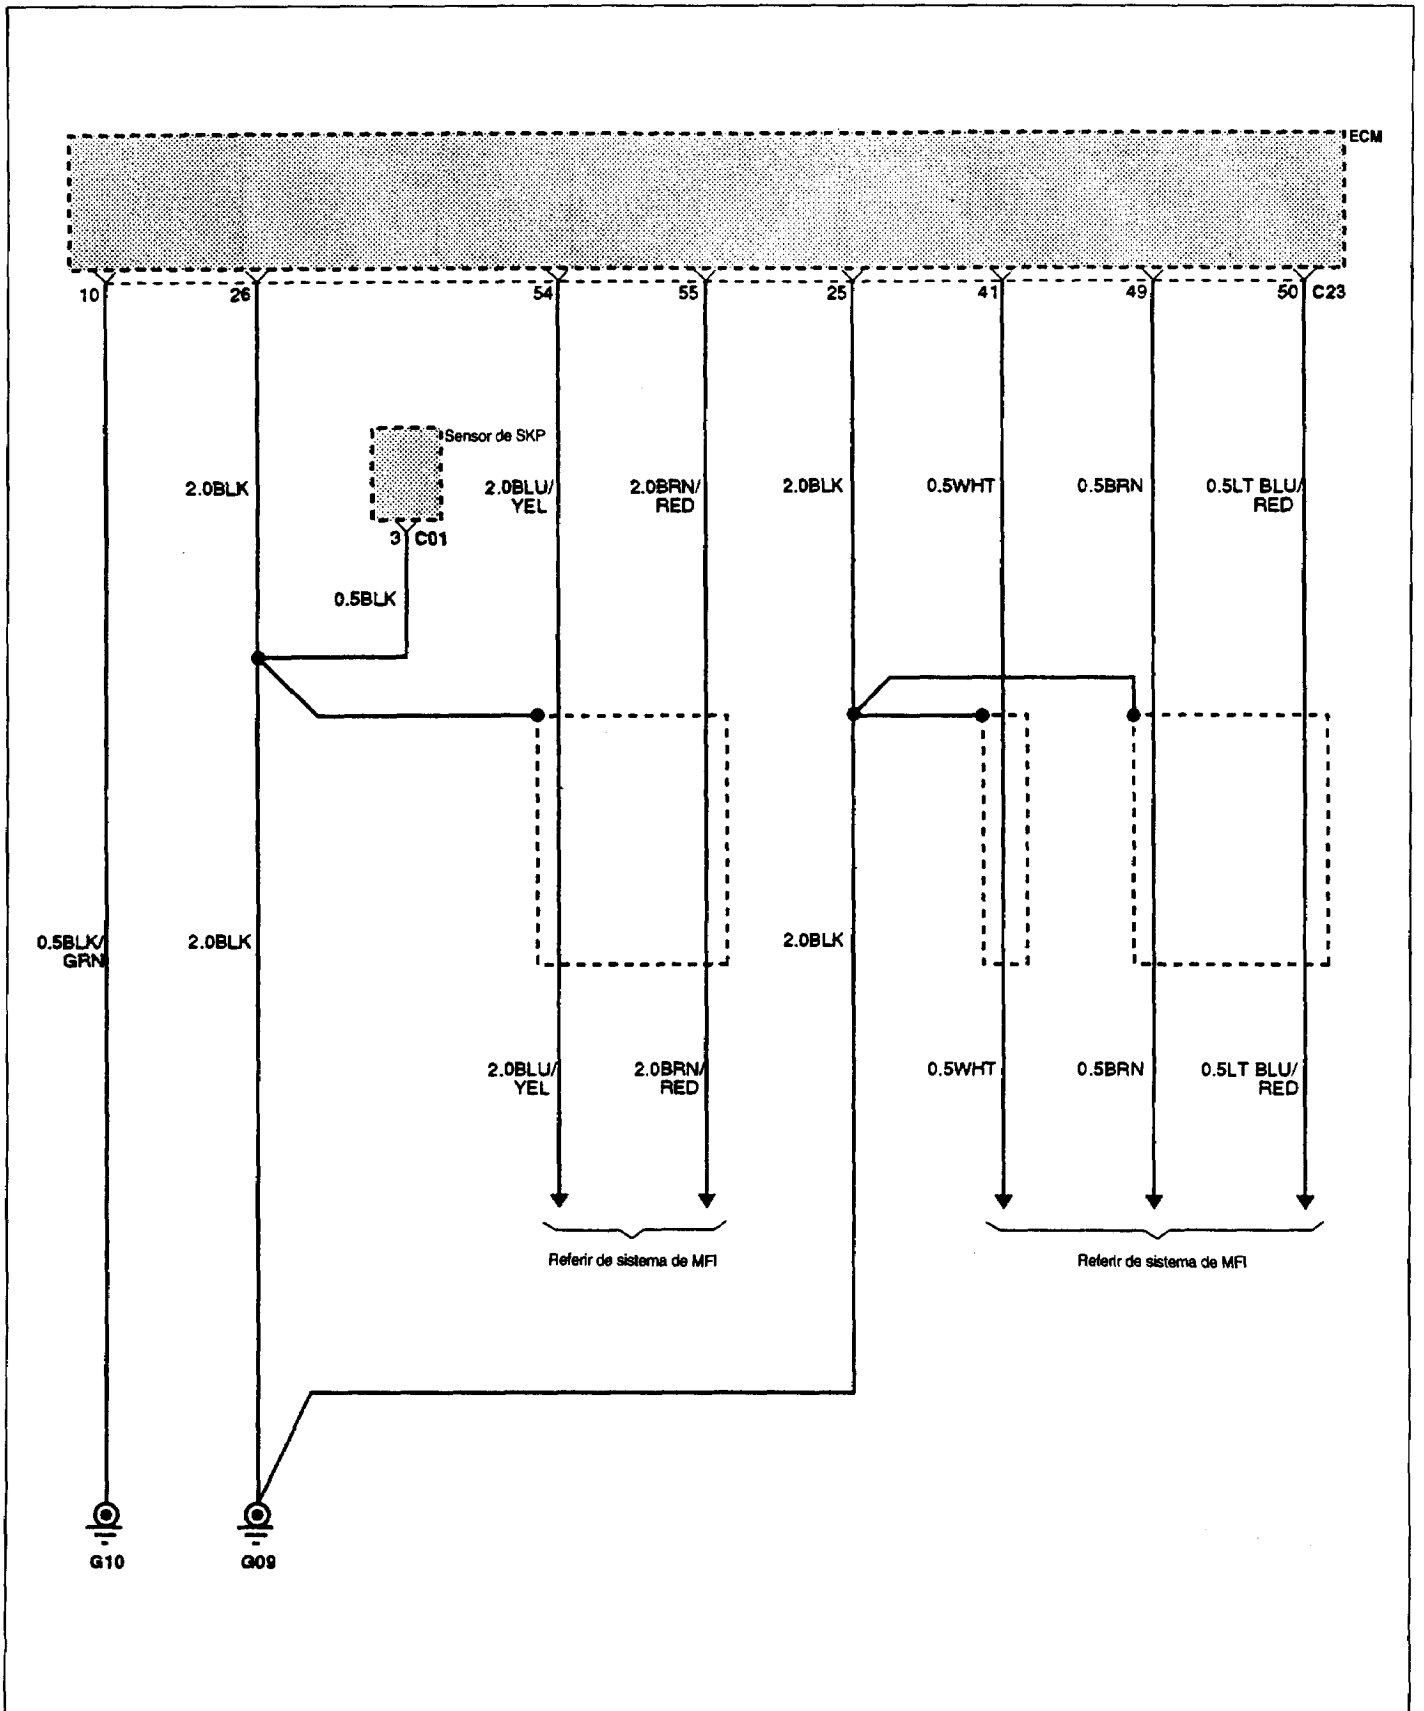 ECM
10
26
54
55
25
41
49
50 C23
Sensor de SKP
3 C01
2.0BLK
2.0BLU/
YEL
2.0BRN/
RED
2.0BLK
0.5WHT
0.5BRN
0.5LT BLU/
RED
0.5BLK
0.5BLK/
GRN
2.0BLK
2.0BLK
2.0BLU/
YEL
2.0BRN/
RED
0.5WHT
0.5BRN
0.5LT BLU/
RED
Referir de sistema de MFI
Referir de sistema de MFI
G10
G09